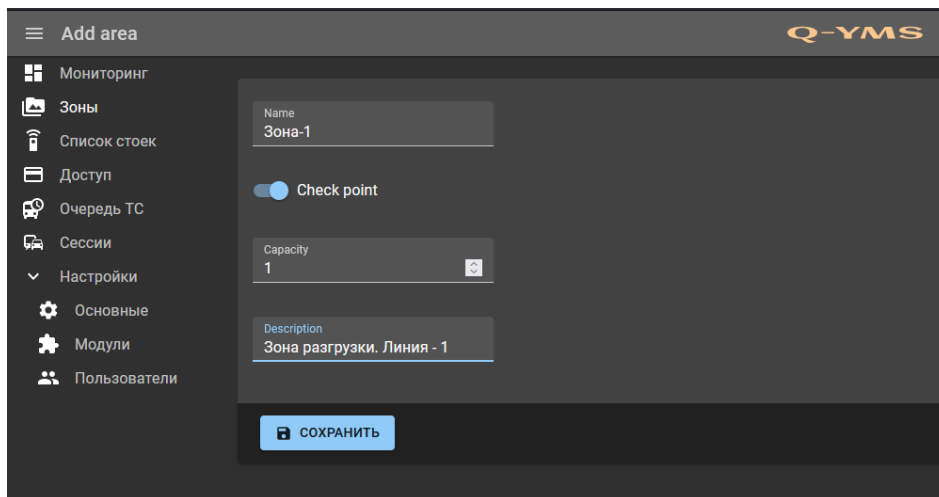 Add area
Q-YMS
Мониторинг
Зоны
Список стоек
Доступ
Очередь ТС
Сессии
Настройки
Основные
Модули
Пользователи
Name
Зона-1
Check point
Capacity
1
Description
Зона разгрузки. Линия - 1
СОХРАНИТЬ